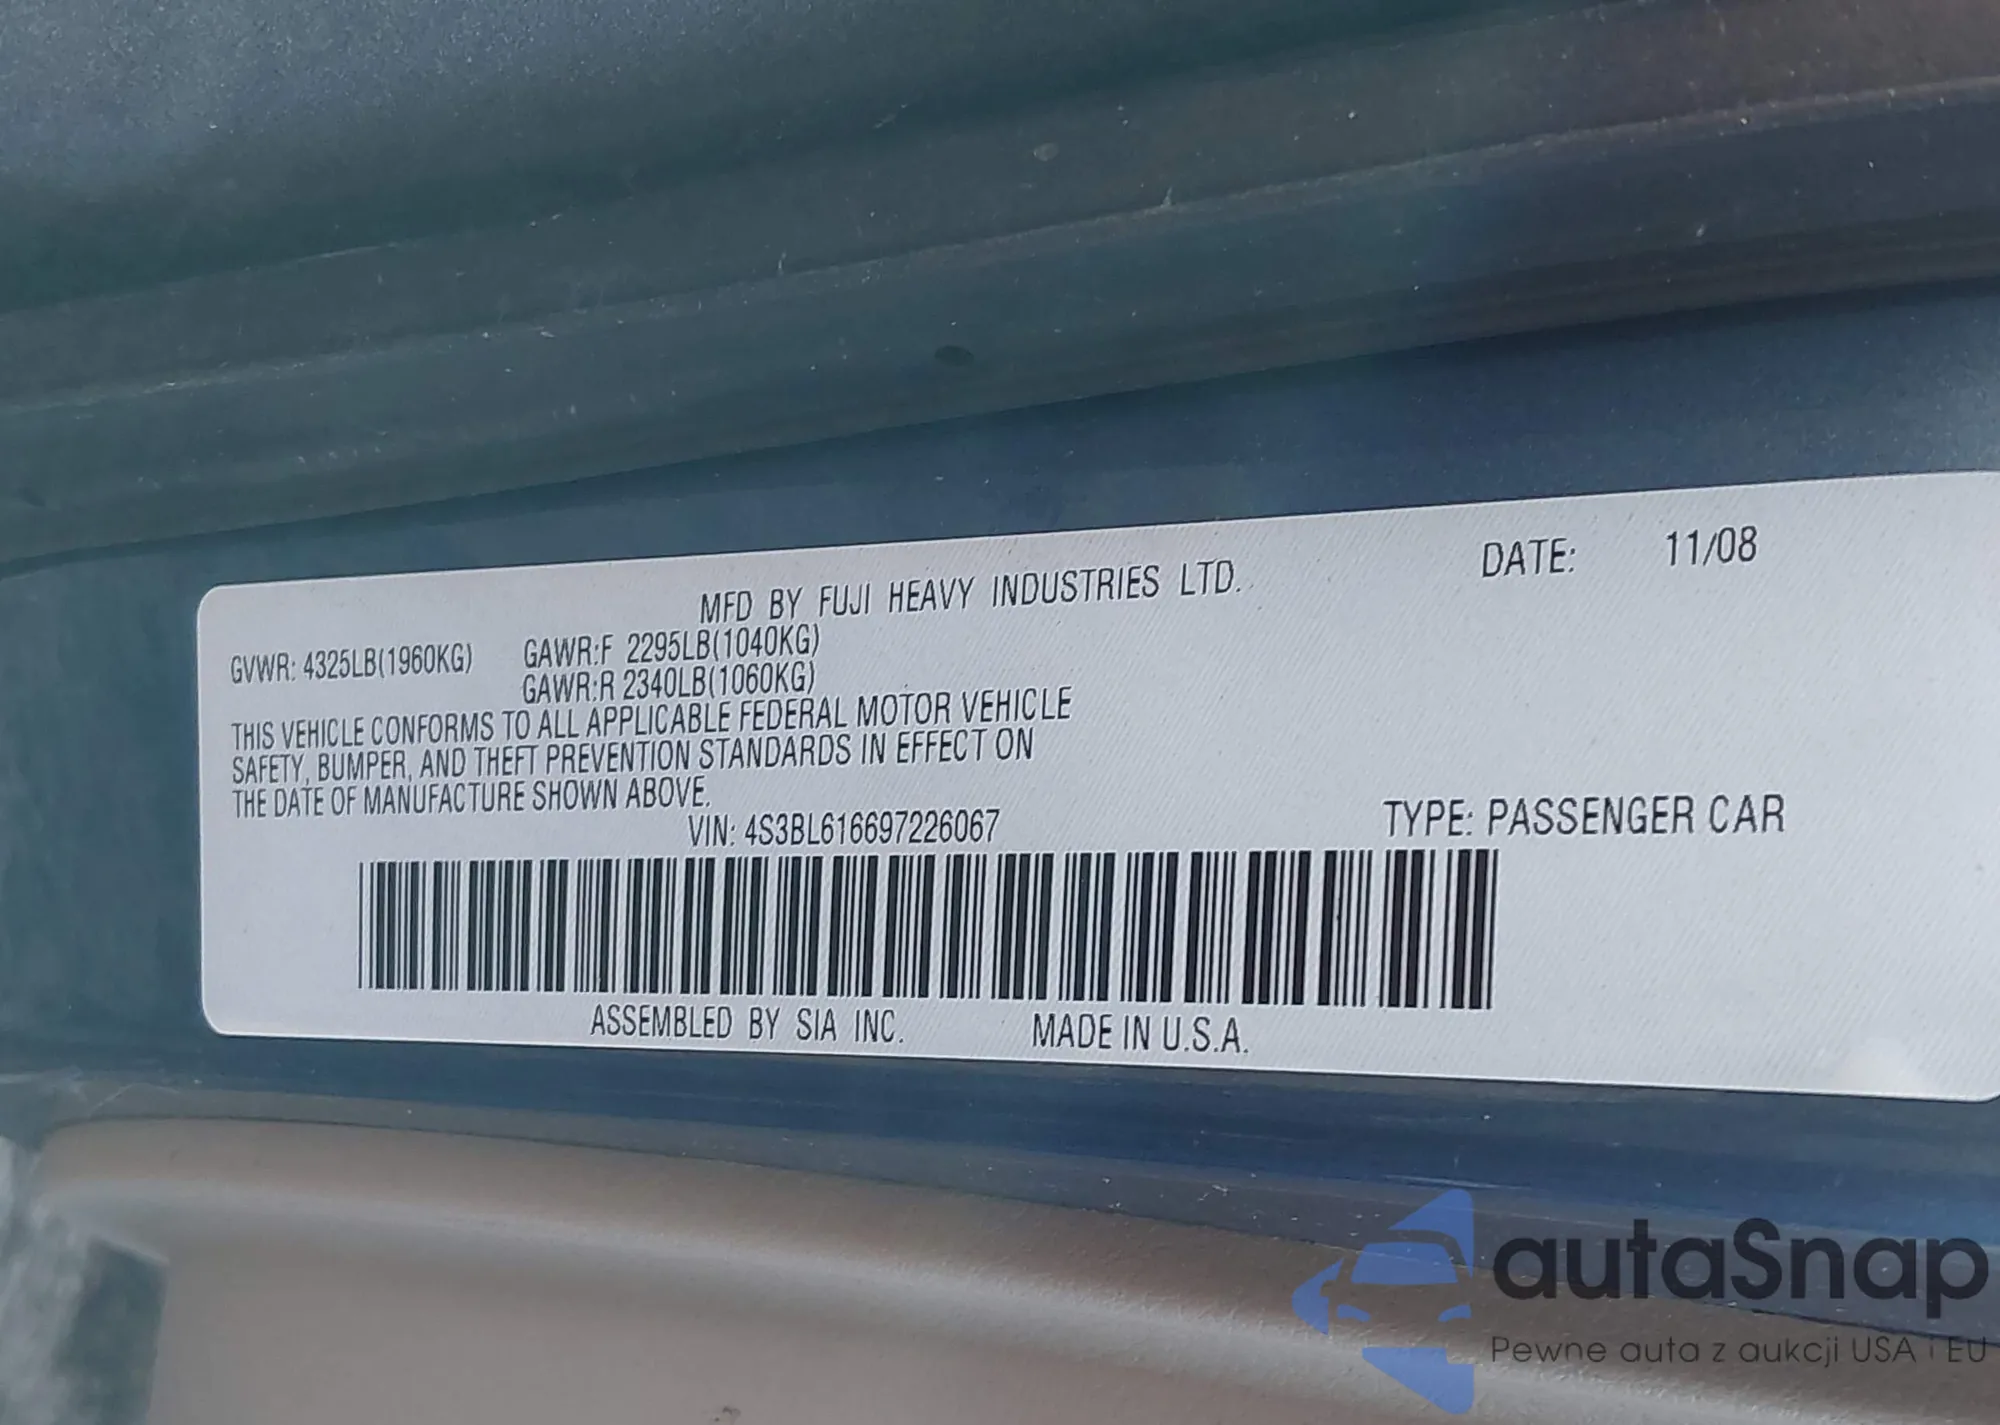 MFD BY FUJI HEAVY INDUSTRIES LTD.
DATE: 11/08
GVWR: 4325LB(1960KG)
GAWR:F 2295LB(1040KG)
GAWR:R 2340LB(1060KG)
THIS VEHICLE CONFORMS TO ALL APPLICABLE FEDERAL MOTOR VEHICLE
SAFETY, BUMPER, AND THEFT PREVENTION STANDARDS IN EFFECT ON
THE DATE OF MANUFACTURE SHOWN ABOVE.
VIN: 4S3BL616697226067
TYPE: PASSENGER CAR
ASSEMBLED BY SIA INC.
MADE IN U.S.A.
autaSnap
Pewne auta z aukcji USA i EU